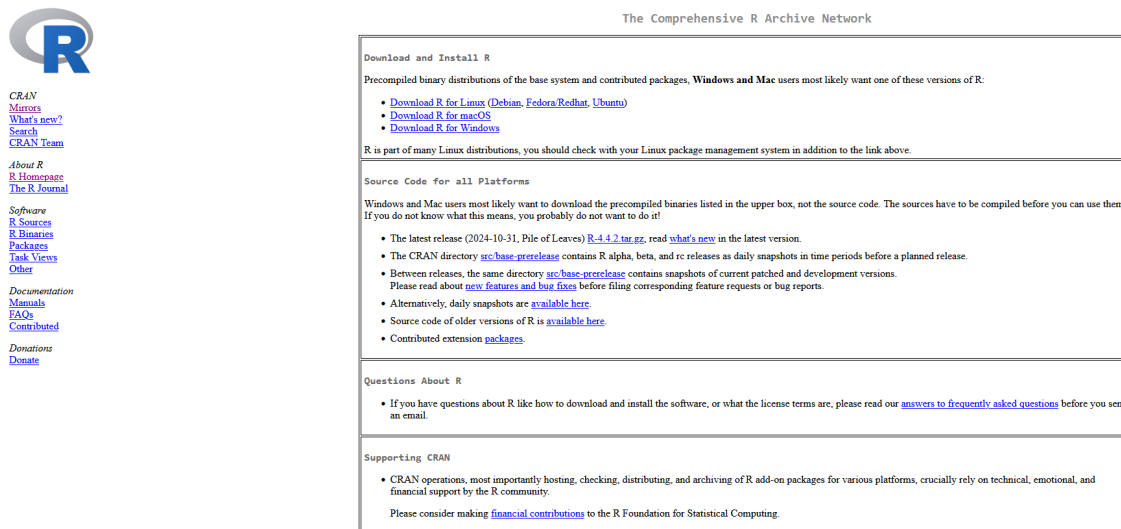 R
CRAN
Mirrors
What's new?
Search
CRAN Team
About R
R Homepage
The R Journal
Software
R Sources
R Binaries
Packages
Task Views
Other
Documentation
Manuals
FAQs
Contributed
Donations
Donate
The Comprehensive R Archive Network
Download and Install R
Precompiled binary distributions of the base system and contributed packages, Windows and Mac users most likely want one of these versions of R:
• Download R for Linux (Debian, Fedora/Redhat, Ubuntu)
• Download R for macOS
• Download R for Windows
R is part of many Linux distributions, you should check with your Linux package management system in addition to the link above.
Source Code for all Platforms
Windows and Mac users most likely want to download the precompiled binaries listed in the upper box, not the source code. The sources have to be compiled before you can use them
If you do not know what this means, you probably do not want to do it!
• The latest release (2024-10-31, Pile of Leaves) R-4.4.2.tar.gz, read what's new in the latest version.
• The CRAN directory src/base-prerelease contains R alpha, beta, and rc releases as daily snapshots in time periods before a planned release.
• Between releases, the same directory src/base-prerelease contains snapshots of current patched and development versions.
Please read about new features and bug fixes before filing corresponding feature requests or bug reports.
• Alternatively, daily snapshots are available here.
• Source code of older versions of R is available here.
• Contributed extension packages.
Questions About R
• If you have questions about R like how to download and install the software, or what the license terms are, please read our answers to frequently asked questions before you sen
an email.
Supporting CRAN
• CRAN operations, most importantly hosting, checking, distributing, and archiving of R add-on packages for various platforms, crucially rely on technical, emotional, and
financial support by the R community.
Please consider making financial contributions to the R Foundation for Statistical Computing.